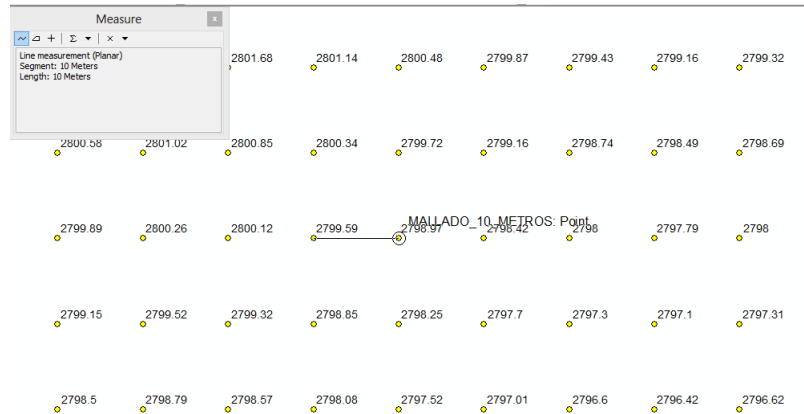 Measure
x
Line measurement (Planar)
Segment: 10 Meters
Length: 10 Meters
2801.68 2801.14 2800.48 2799.87 2799.43 2799.16 2799.32
2800.58 2801.02 2800.85 2800.34 2799.72 2799.16 2798.74 2798.49 2798.69
MALLADO_10_METROS: Point
2799.89 2800.26 2800.12 2799.59 2798.97 2798.42 2798 2797.79 2798
2799.15 2799.52 2799.32 2798.85 2798.25 2797.7 2797.3 2797.1 2797.31
2798.5 2798.79 2798.57 2798.08 2797.52 2797.01 2796.6 2796.42 2796.62